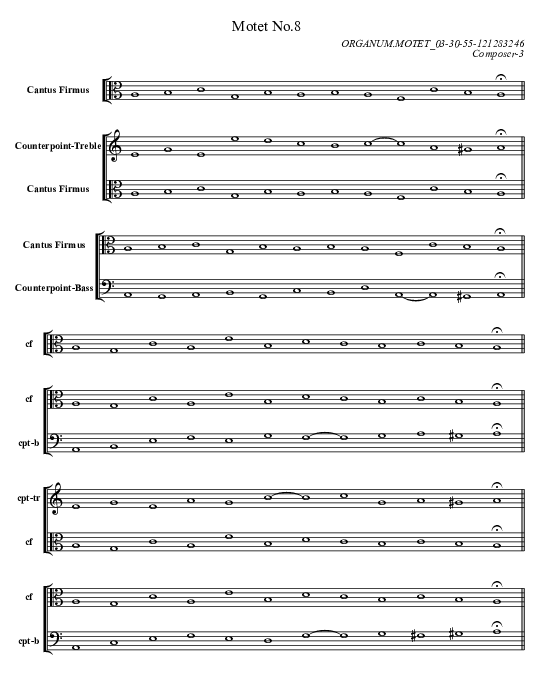 Motet No.8
ORGANUM.MOTET_03-30-55-121283246
Composer-3
Cantus Firmus
Counterpoint-Treble
Cantus Firmus
Cantus Firmus
Counterpoint-Bass
cf
cf
cpt-b
cpt-tr
cf
cf
cpt-b